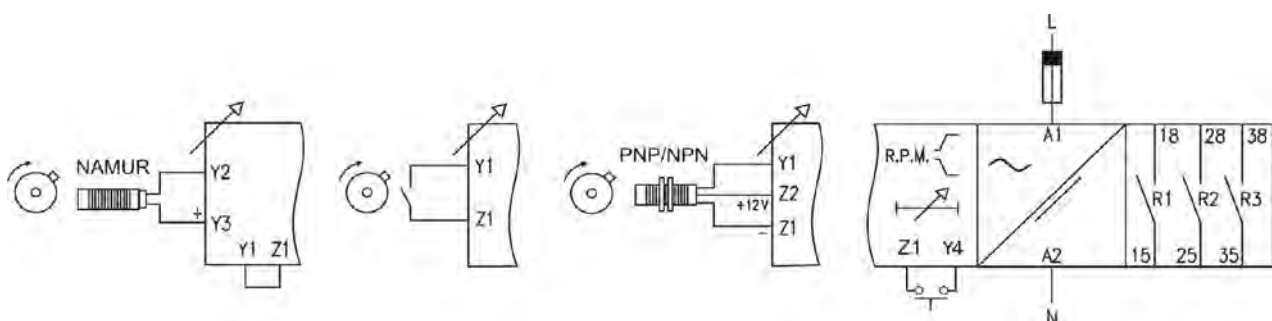 NAMUR
Y2
+
Y3
Y1 Z1
Y1
Z1
PNP/NPN
Y1
Z2
+12V
Z1
−
L
A1
R.P.M.
Z1 Y4
A2
N
18 28 38
R1 R2 R3
15 25 35